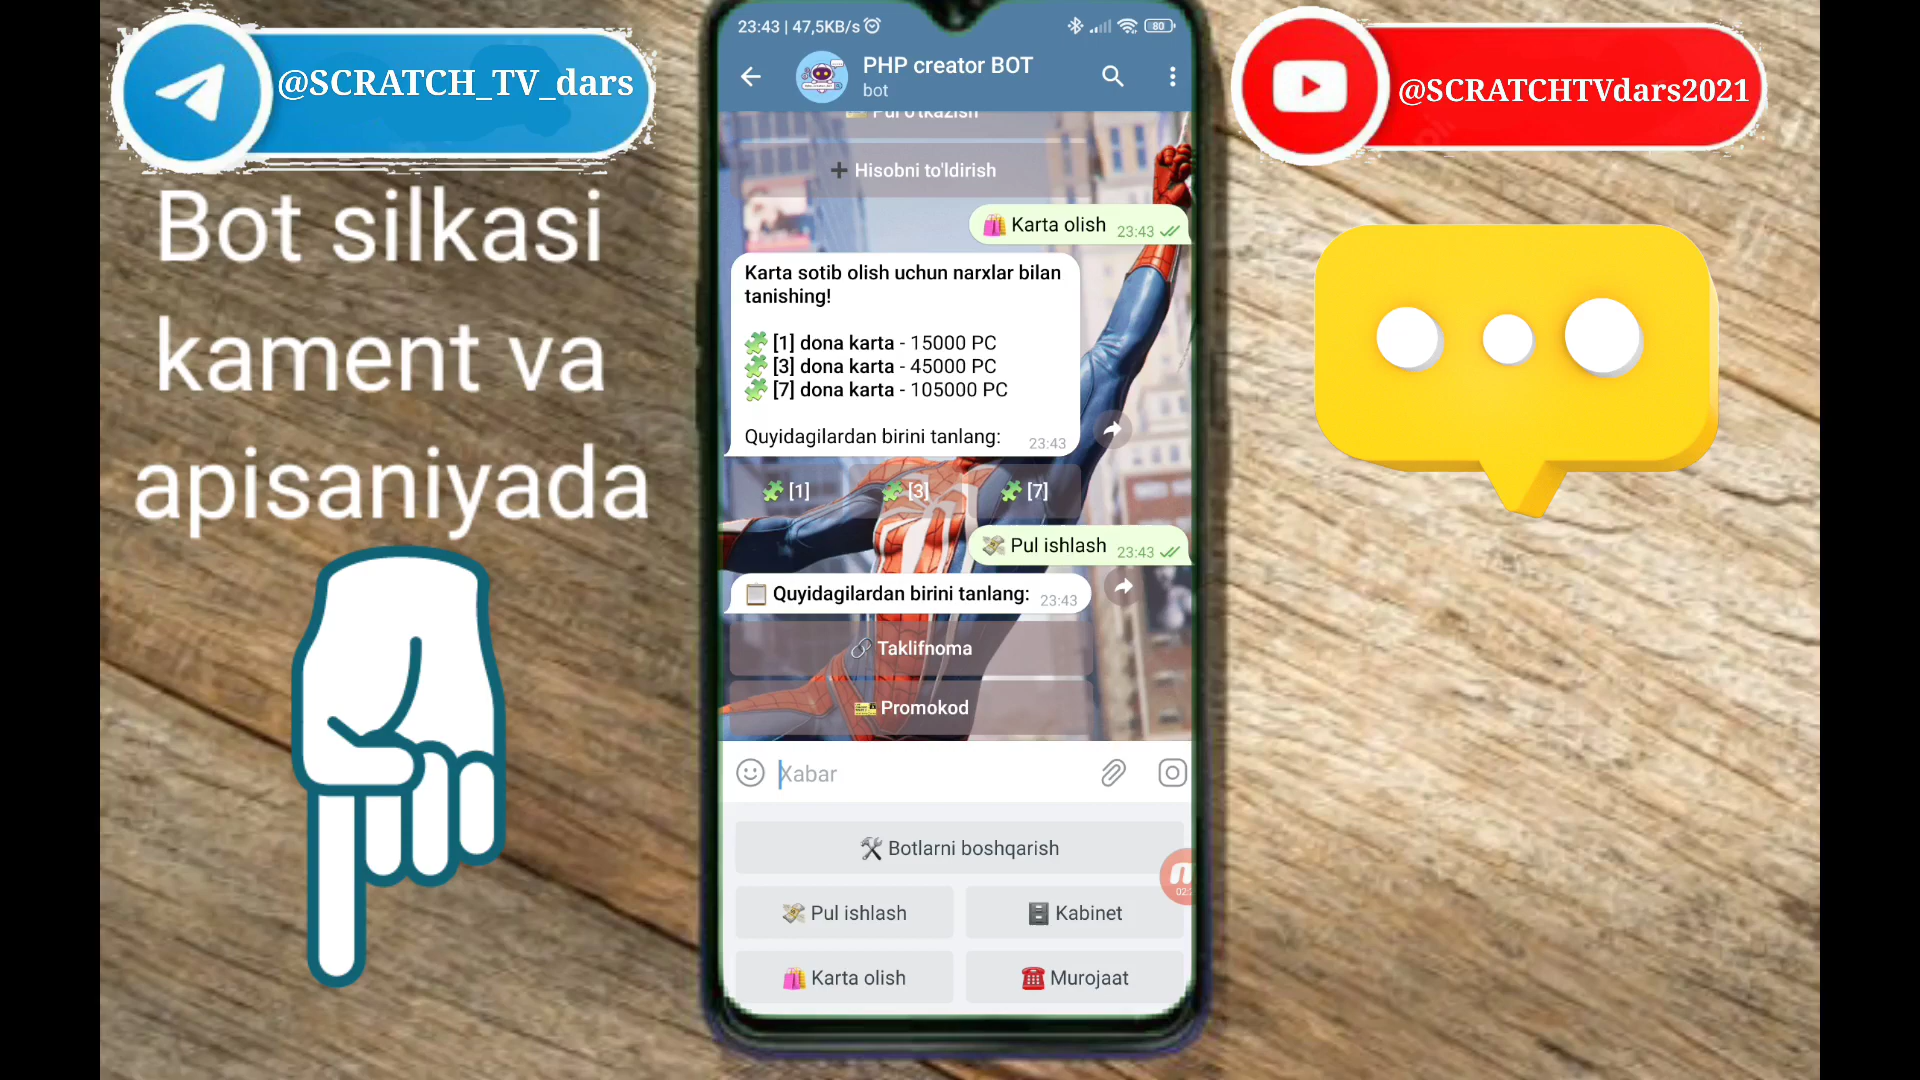 @SCRATCH_TV_dars
Bot silkasi
kament va
apisaniyada
23:43 | 47,5KB/s
80
PHP creator BOT
bot
Pul o'tkazish
Hisobni to'ldirish
Karta olish 23:43
Karta sotib olish uchun narxlar bilan
tanishing!
[1] dona karta - 15000 PC
[3] dona karta - 45000 PC
[7] dona karta - 105000 PC
Quyidagilardan birini tanlang: 23:43
[1] [3] [7]
Pul ishlash 23:43
Quyidagilardan birini tanlang: 23:43
Taklifnoma
Promokod
Xabar
Botlarni boshqarish
Pul ishlash Kabinet
Karta olish Murojaat
@SCRATCHTVdars2021